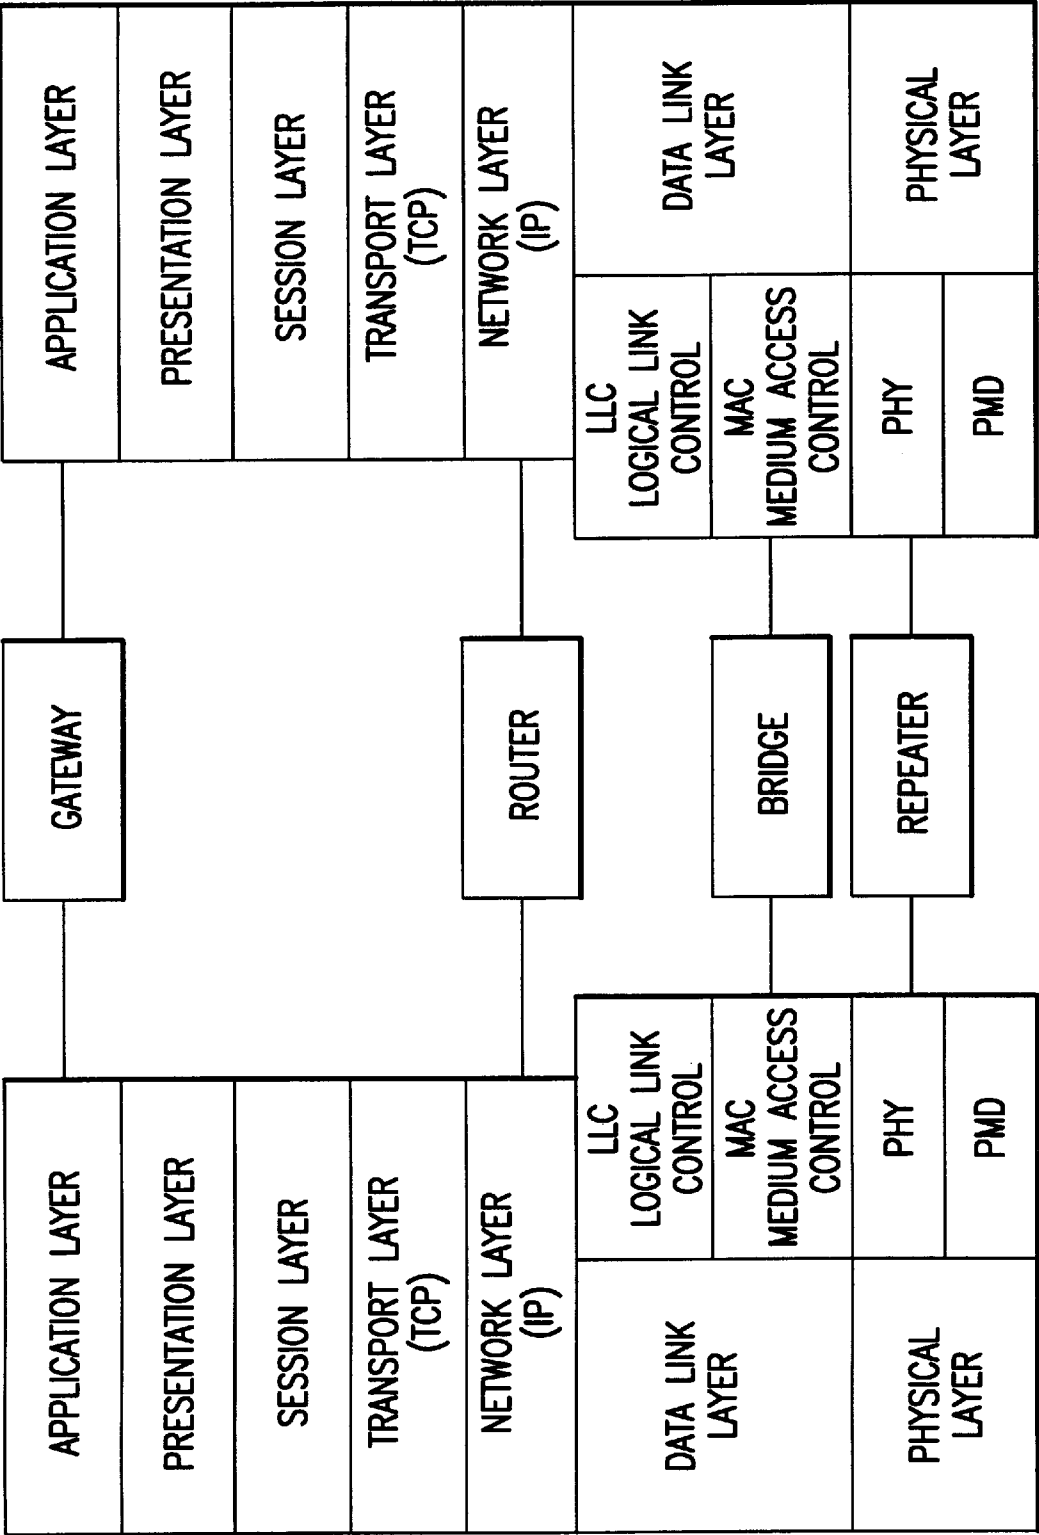 APPLICATION LAYER
PRESENTATION LAYER
SESSION LAYER
TRANSPORT LAYER
(TCP)
NETWORK LAYER
(IP)
DATA LINK
LAYER
PHYSICAL
LAYER
LLC
LOGICAL LINK
CONTROL
MAC
MEDIUM ACCESS
CONTROL
PHY
PMD
GATEWAY
ROUTER
BRIDGE
REPEATER
APPLICATION LAYER
PRESENTATION LAYER
SESSION LAYER
TRANSPORT LAYER
(TCP)
NETWORK LAYER
(IP)
LLC
LOGICAL LINK
CONTROL
MAC
MEDIUM ACCESS
CONTROL
PHY
PMD
DATA LINK
LAYER
PHYSICAL
LAYER